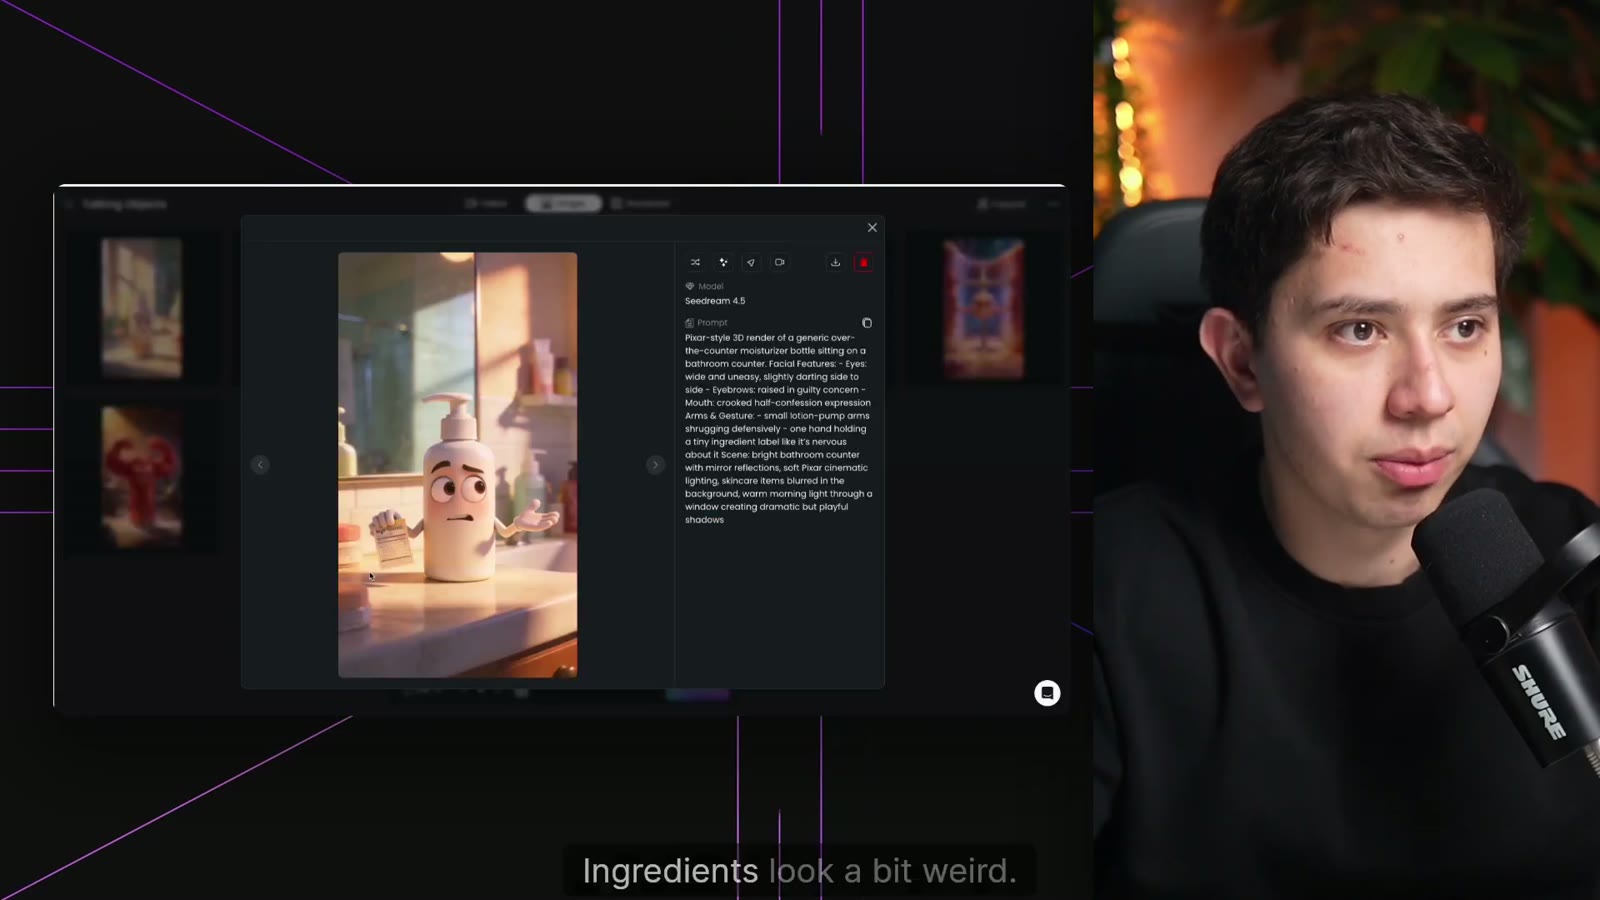 Talking Objects
Model
Seedream 4.5
Prompt
Pixar-style 3D render of a generic over-
the-counter moisturizer bottle sitting on a
bathroom counter. Facial Features: - Eyes:
wide and uneasy, slightly darting side to
side - Eyebrows: raised in guilty concern -
Mouth: crooked half-confession expression
Arms & Gesture: - small lotion-pump arms
shrugging defensively - one hand holding
a tiny ingredient label like it's nervous
about it Scene: bright bathroom counter
with mirror reflections, soft Pixar cinematic
lighting, skincare items blurred in the
background, warm morning light through a
window creating dramatic but playful
shadows
SHURE
Ingredients look a bit weird.